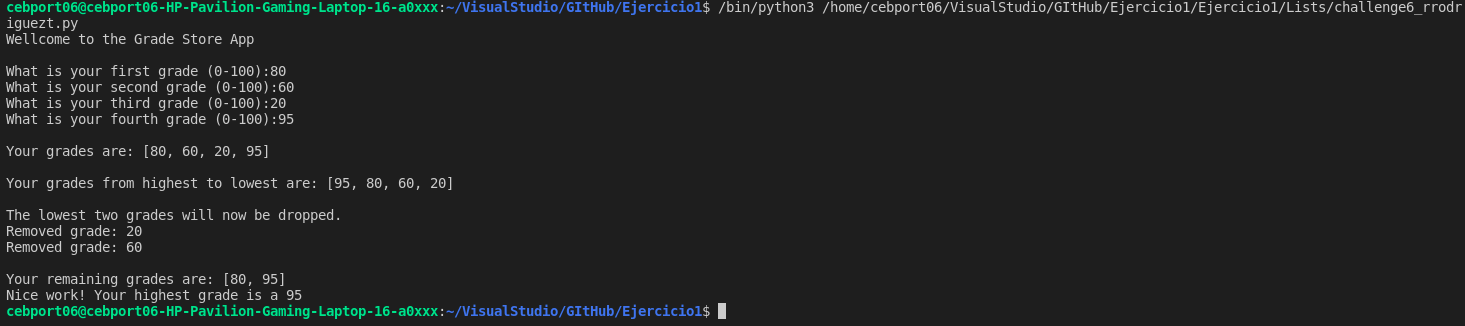 cebport06@cebport06-HP-Pavilion-Gaming-Laptop-16-a0xxx:~/VisualStudio/GItHub/Ejercicio1$ /bin/python3 /home/cebport06/VisualStudio/GItHub/Ejercicio1/Ejercicio1/Lists/challenge6_rrodr
iguezt.py
Wellcome to the Grade Store App
What is your first grade (0-100):80
What is your second grade (0-100):60
What is your third grade (0-100):20
What is your fourth grade (0-100):95
Your grades are: [80, 60, 20, 95]
Your grades from highest to lowest are: [95, 80, 60, 20]
The lowest two grades will now be dropped.
Removed grade: 20
Removed grade: 60
Your remaining grades are: [80, 95]
Nice work! Your highest grade is a 95
cebport06@cebport06-HP-Pavilion-Gaming-Laptop-16-a0xxx:~/VisualStudio/GItHub/Ejercicio1$